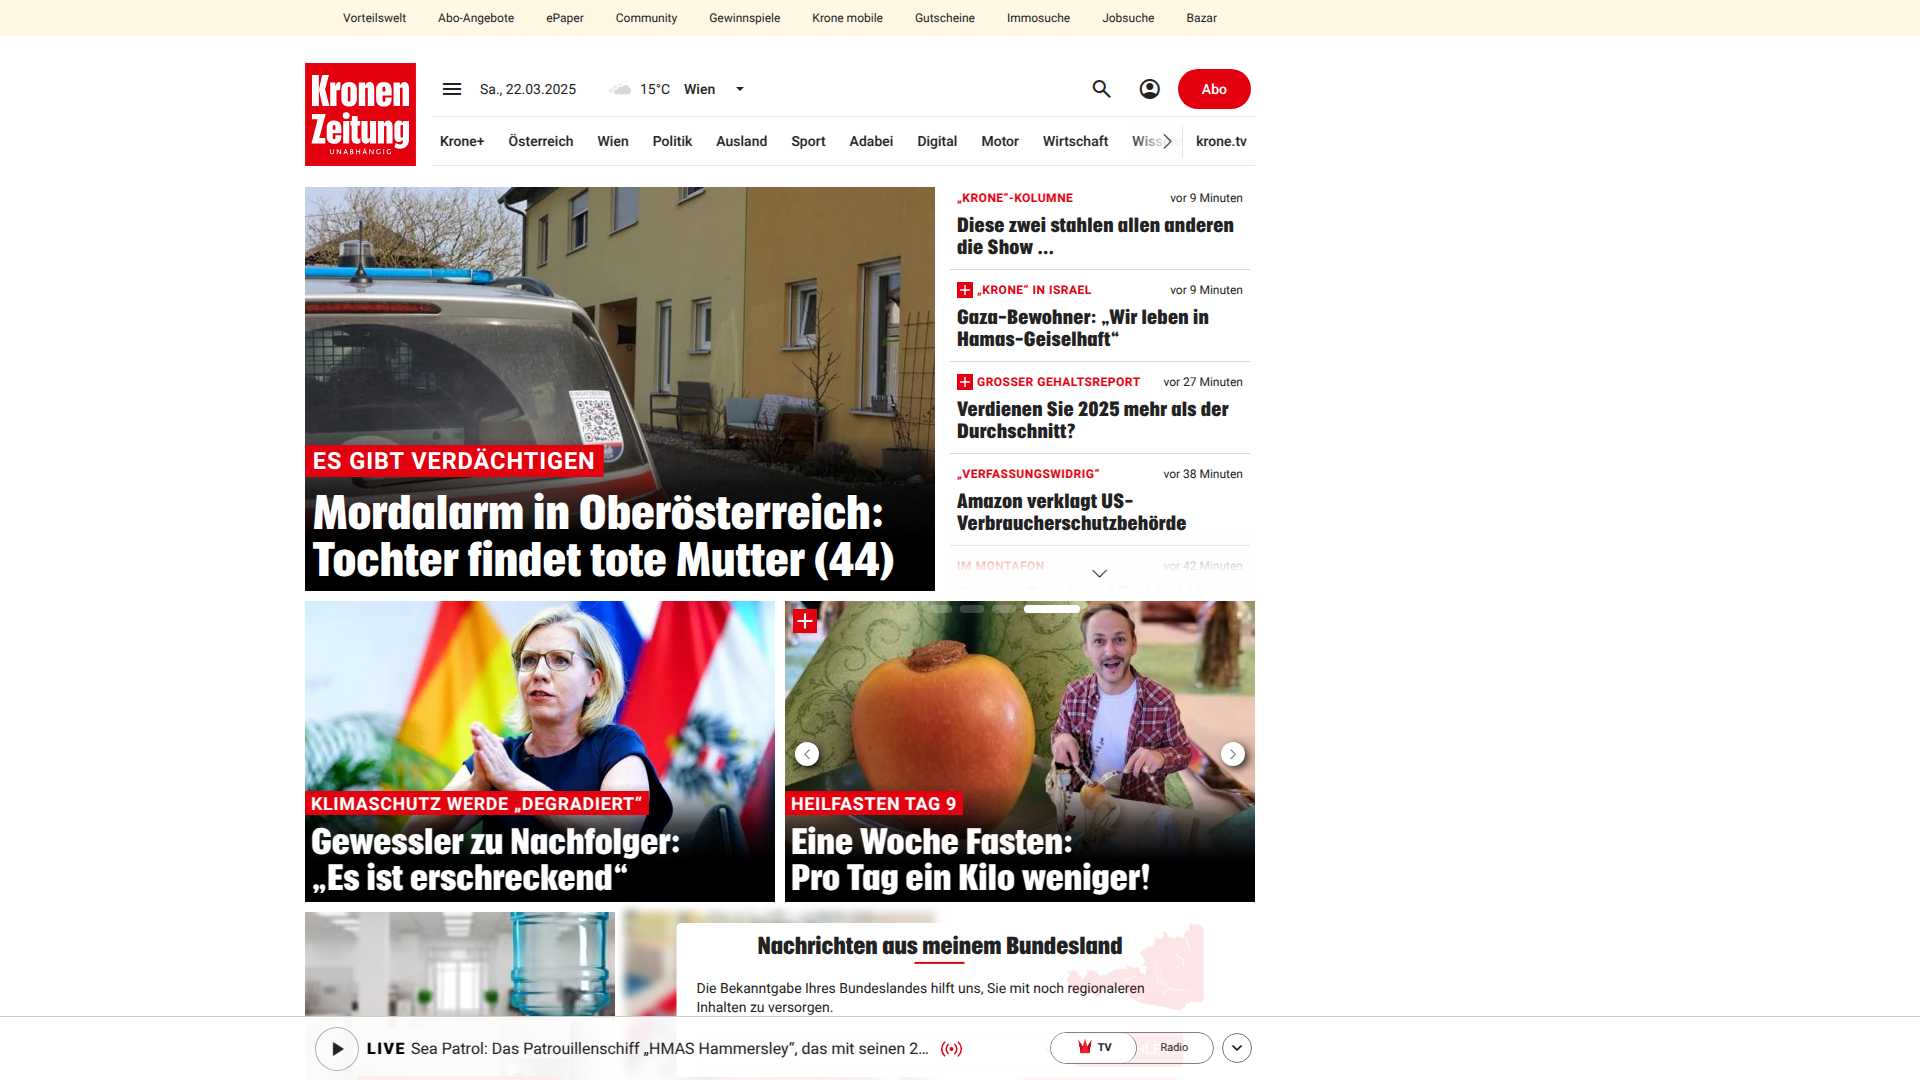 Vorteilswelt Abo-Angebote ePaper Community Gewinnspiele Krone mobile Gutscheine Immosuche Jobsuche Bazar
Kronen
Zeitung
UNABHÄNGIG
Sa., 22.03.2025 15°C Wien
Abo
Krone+ Österreich Wien Politik Ausland Sport Adabei Digital Motor Wirtschaft Wiss krone.tv
ES GIBT VERDÄCHTIGEN
Mordalarm in Oberösterreich:
Tochter findet tote Mutter (44)
„KRONE“-KOLUMNE vor 9 Minuten
Diese zwei stahlen allen anderen
die Show ...
„KRONE“ IN ISRAEL vor 9 Minuten
Gaza-Bewohner: „Wir leben in
Hamas-Geiselhaft“
GROSSER GEHALTSREPORT vor 27 Minuten
Verdienen Sie 2025 mehr als der
Durchschnitt?
„VERFASSUNGSWIDRIG“ vor 38 Minuten
Amazon verklagt US-
Verbraucherschutzbehörde
IM MONTAFON vor 42 Minuten
KLIMASCHUTZ WERDE „DEGRADIERT“
Gewessler zu Nachfolger:
„Es ist erschreckend“
HEILFASTEN TAG 9
Eine Woche Fasten:
Pro Tag ein Kilo weniger!
Nachrichten aus meinem Bundesland
Die Bekanntgabe Ihres Bundeslandes hilft uns, Sie mit noch regionaleren
Inhalten zu versorgen.
LIVE Sea Patrol: Das Patrouillenschiff „HMAS Hammersley“, das mit seinen 2...
TV Radio